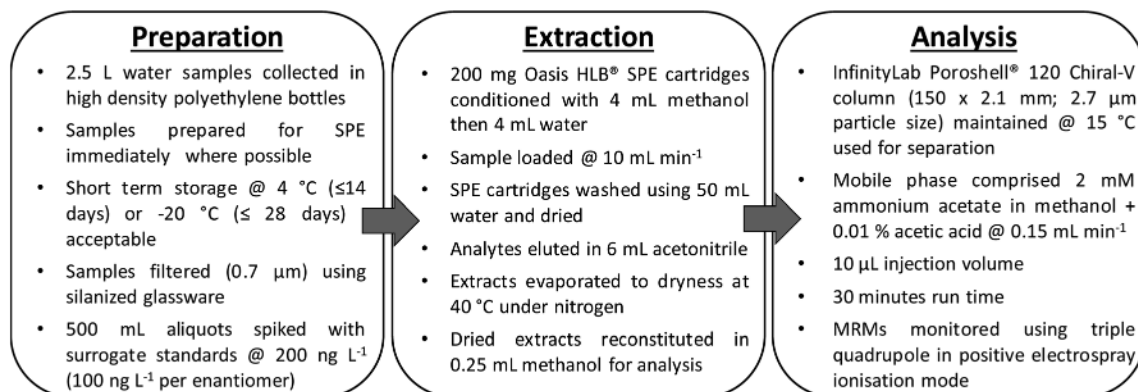 Preparation
• 2.5 L water samples collected in
high density polyethylene bottles
• Samples prepared for SPE
immediately where possible
• Short term storage @ 4 °C (≤14
days) or -20 °C (≤ 28 days)
acceptable
• Samples filtered (0.7 μm) using
silanized glassware
• 500 mL aliquots spiked with
surrogate standards @ 200 ng L⁻¹
(100 ng L⁻¹ per enantiomer)
Extraction
• 200 mg Oasis HLB® SPE cartridges
conditioned with 4 mL methanol
then 4 mL water
• Sample loaded @ 10 mL min⁻¹
• SPE cartridges washed using 50 mL
water and dried
• Analytes eluted in 6 mL acetonitrile
• Extracts evaporated to dryness at
40 °C under nitrogen
• Dried extracts reconstituted in
0.25 mL methanol for analysis
Analysis
• InfinityLab Poroshell® 120 Chiral-V
column (150 x 2.1 mm; 2.7 μm
particle size) maintained @ 15 °C
used for separation
• Mobile phase comprised 2 mM
ammonium acetate in methanol +
0.01 % acetic acid @ 0.15 mL min⁻¹
• 10 μL injection volume
• 30 minutes run time
• MRMs monitored using triple
quadrupole in positive electrospray
ionisation mode